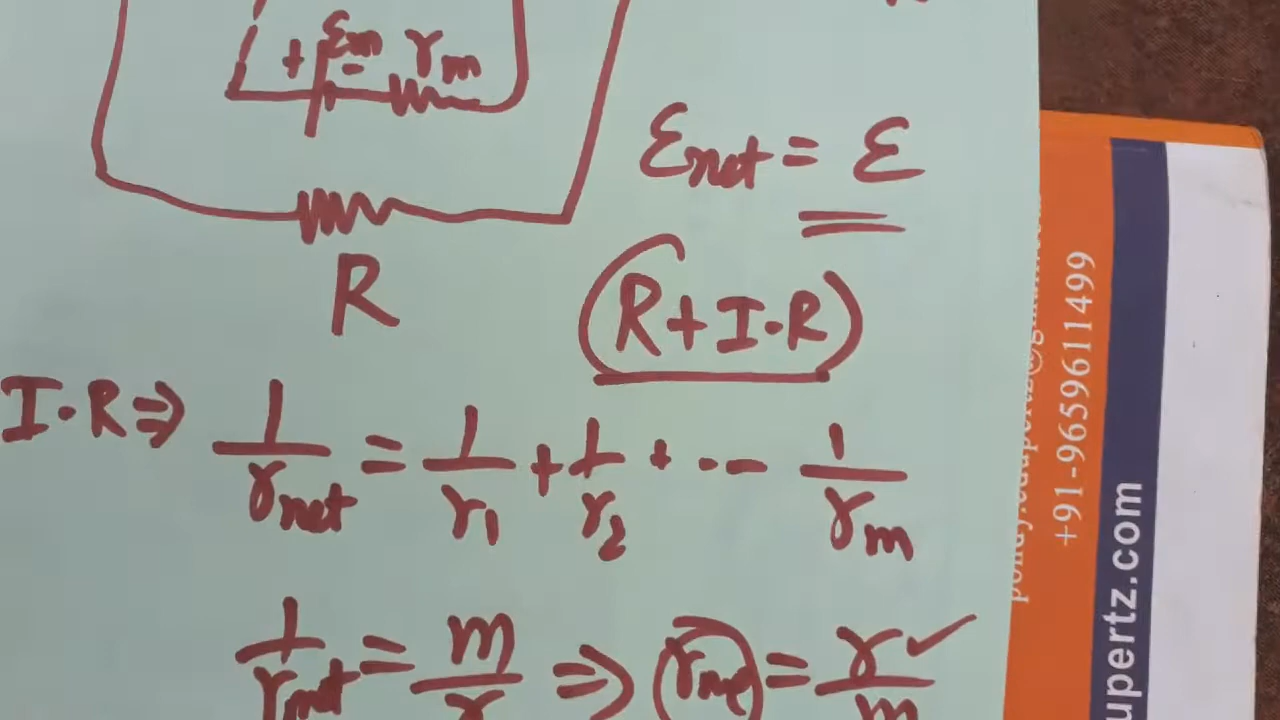 + εm - rm
εnet = ε
R
(R+I.R)
I.R ⇒ 1/rnet = 1/r1 + 1/r2 + .-- 1/rm
1/rnet = m/r ⇒ rnet = r/m ✓
+91-9659611499
upertz.com